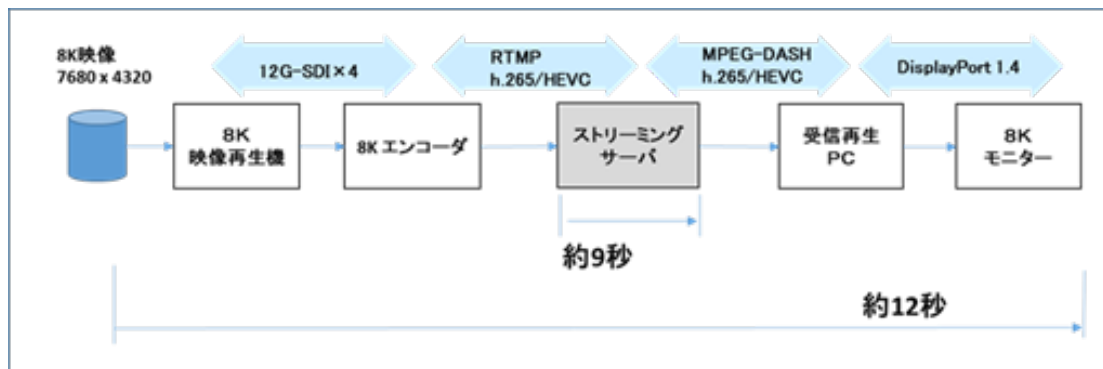 8K映像
7680 x 4320
12G-SDI×4
RTMP
h.265/HEVC
MPEG-DASH
h.265/HEVC
DisplayPort 1.4
8K
映像再生機
8K エンコーダ
ストリーミング
サーバ
受信再生
PC
8K
モニター
約9秒
約12秒